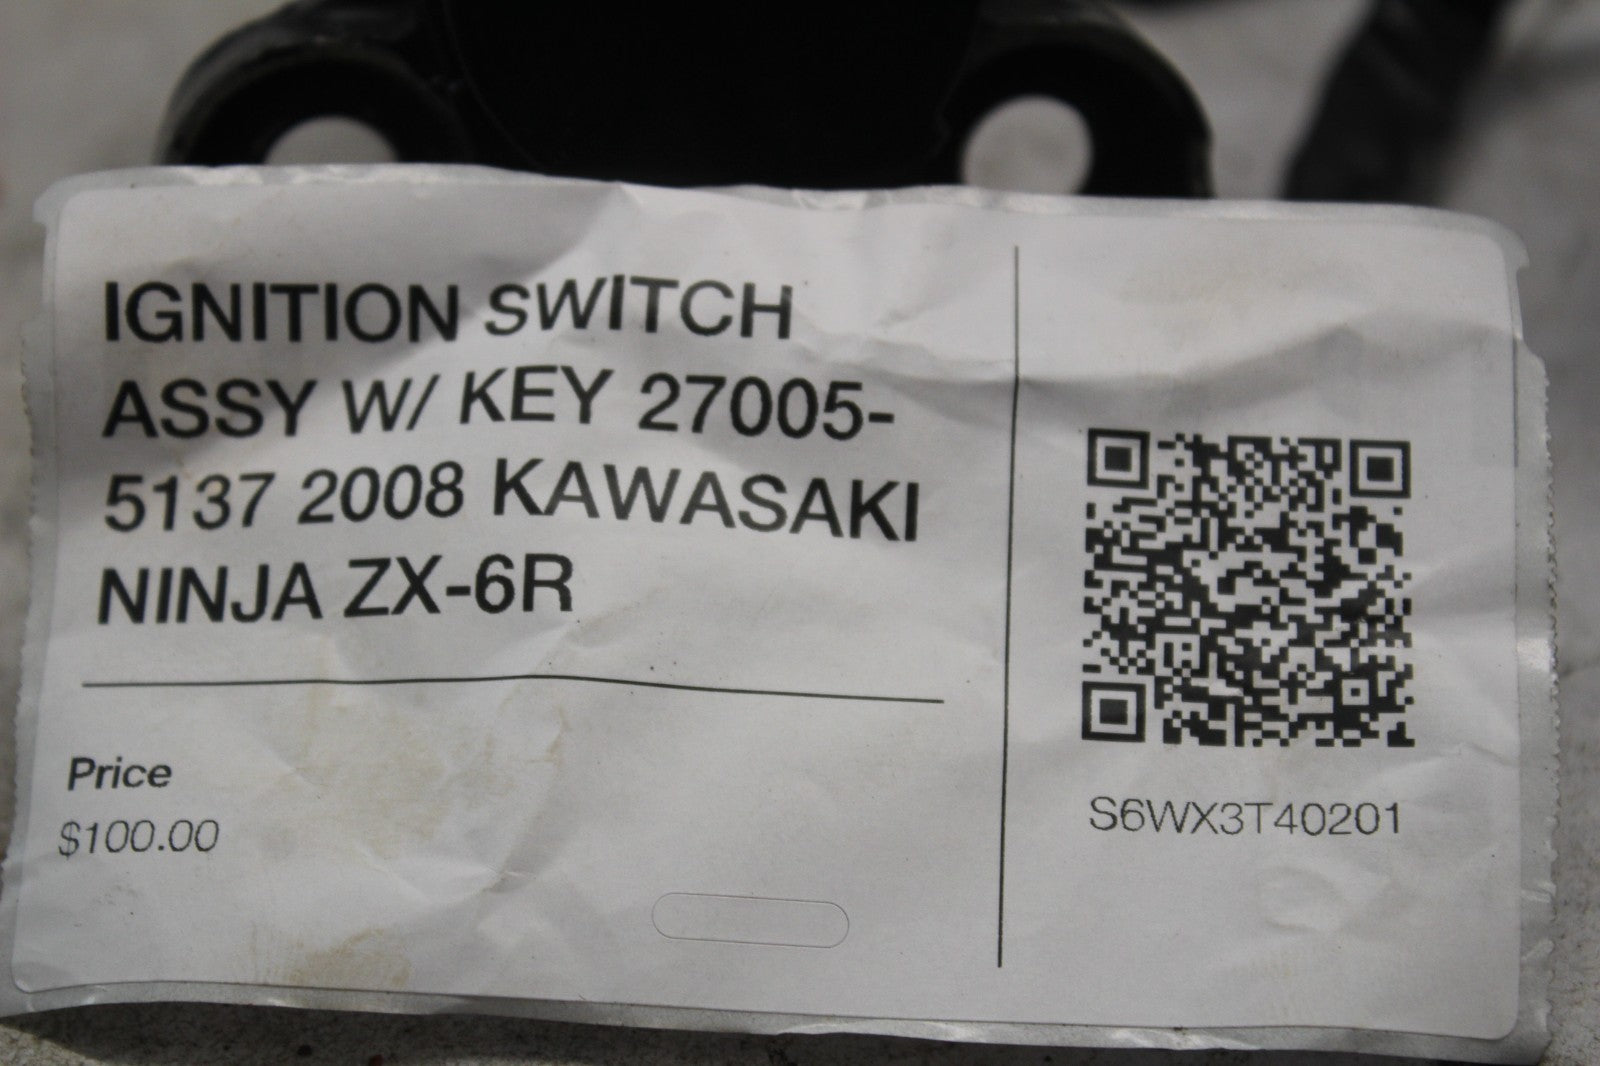 IGNITION SWITCH
ASSY W/ KEY 27005-
5137 2008 KAWASAKI
NINJA ZX-6R
Price
$100.00
S6WX3T40201